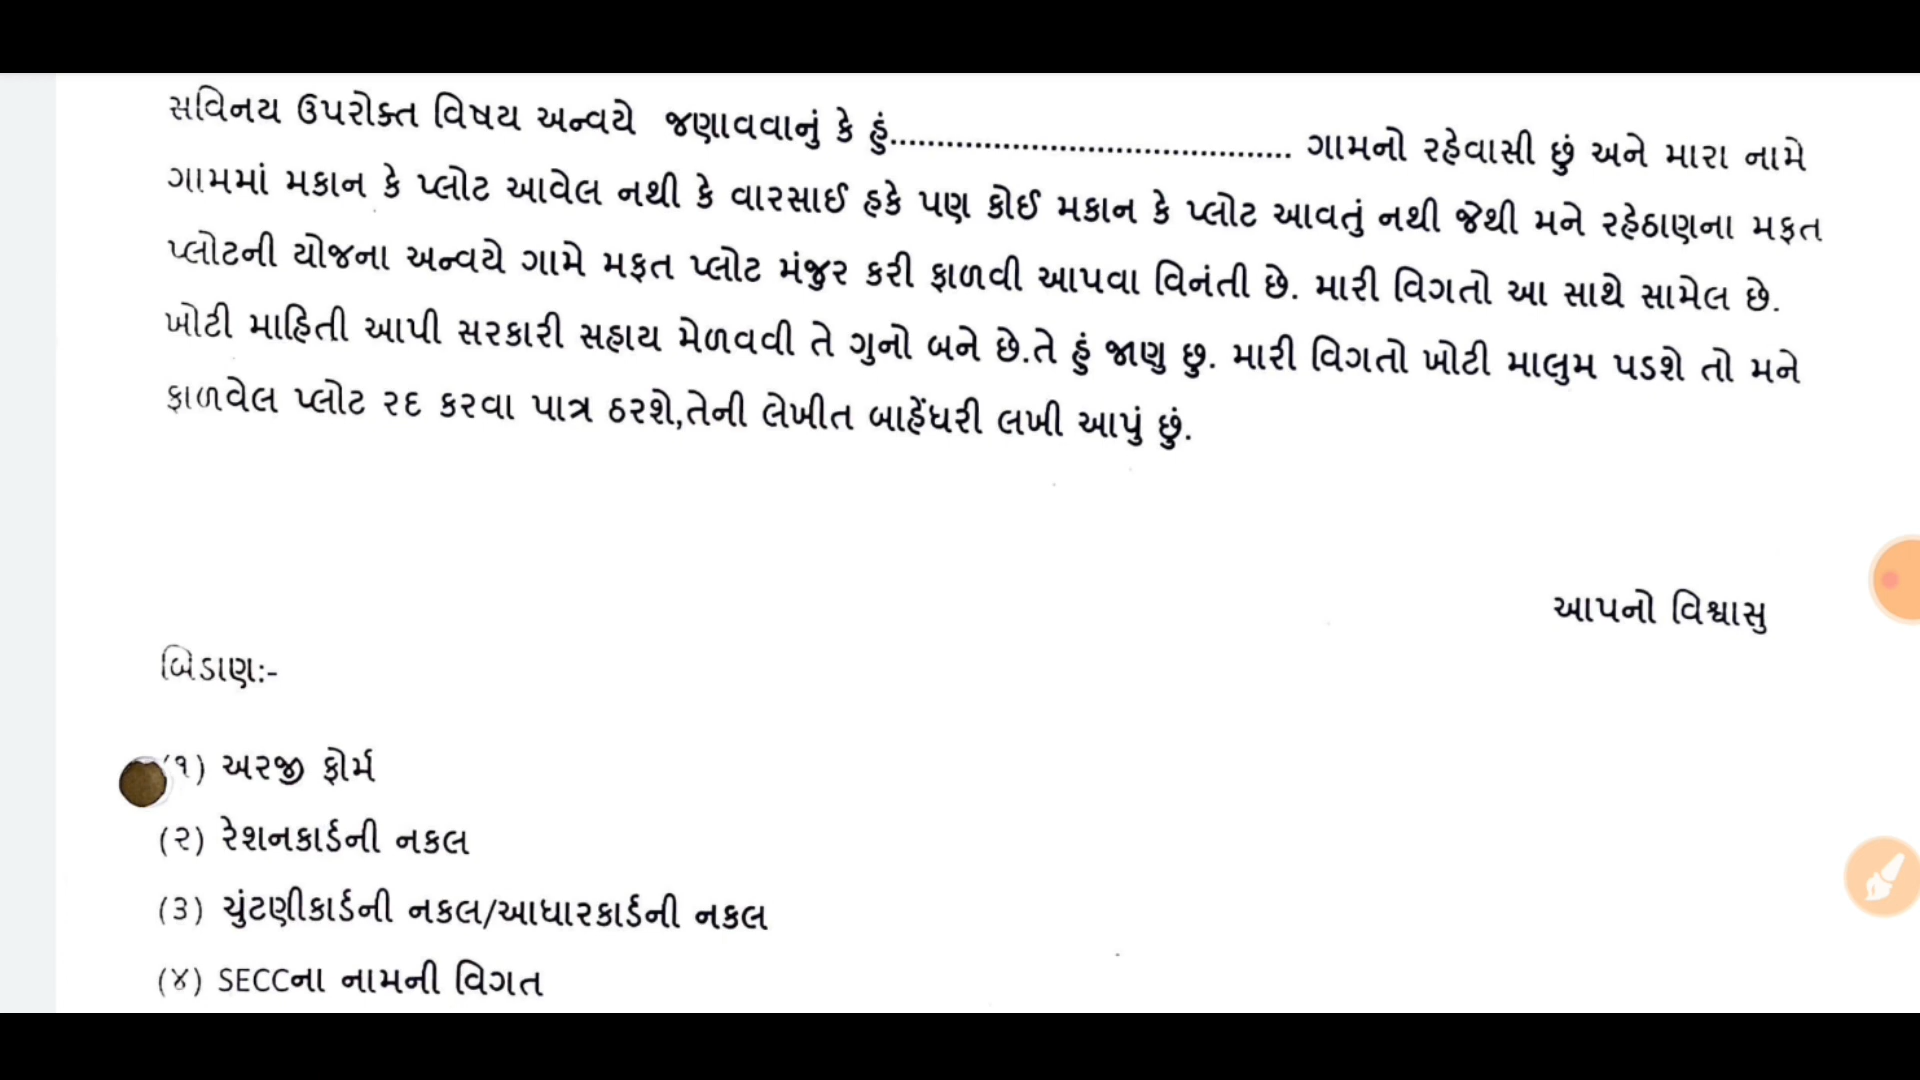 સવિનય ઉપરોક્ત વિષય અન્વયે જણાવવાનું કે હું........................................... ગામનો રહેવાસી છું અને મારા નામે
ગામમાં મકાન કે પ્લોટ આવેલ નથી કે વારસાઈ હકે પણ કોઈ મકાન કે પ્લોટ આવતું નથી જેથી મને રહેઠાણના મફત
પ્લોટની યોજના અન્વયે ગામે મફત પ્લોટ મંજુર કરી ફાળવી આપવા વિનંતી છે. મારી વિગતો આ સાથે સામેલ છે.
ખોટી માહિતી આપી સરકારી સહાય મેળવવી તે ગુનો બને છે.તે હું જાણુ છુ. મારી વિગતો ખોટી માલુમ પડશે તો મને
ફાળવેલ પ્લોટ રદ કરવા પાત્ર ઠરશે,તેની લેખીત બાહેંધરી લખી આપું છું.
આપનો વિશ્વાસુ
બિડાણ:-
(૧) અરજી ફોર્મ
(૨) રેશનકાર્ડની નકલ
(૩) ચુંટણીકાર્ડની નકલ/આધારકાર્ડની નકલ
(૪) SECCના નામની વિગત